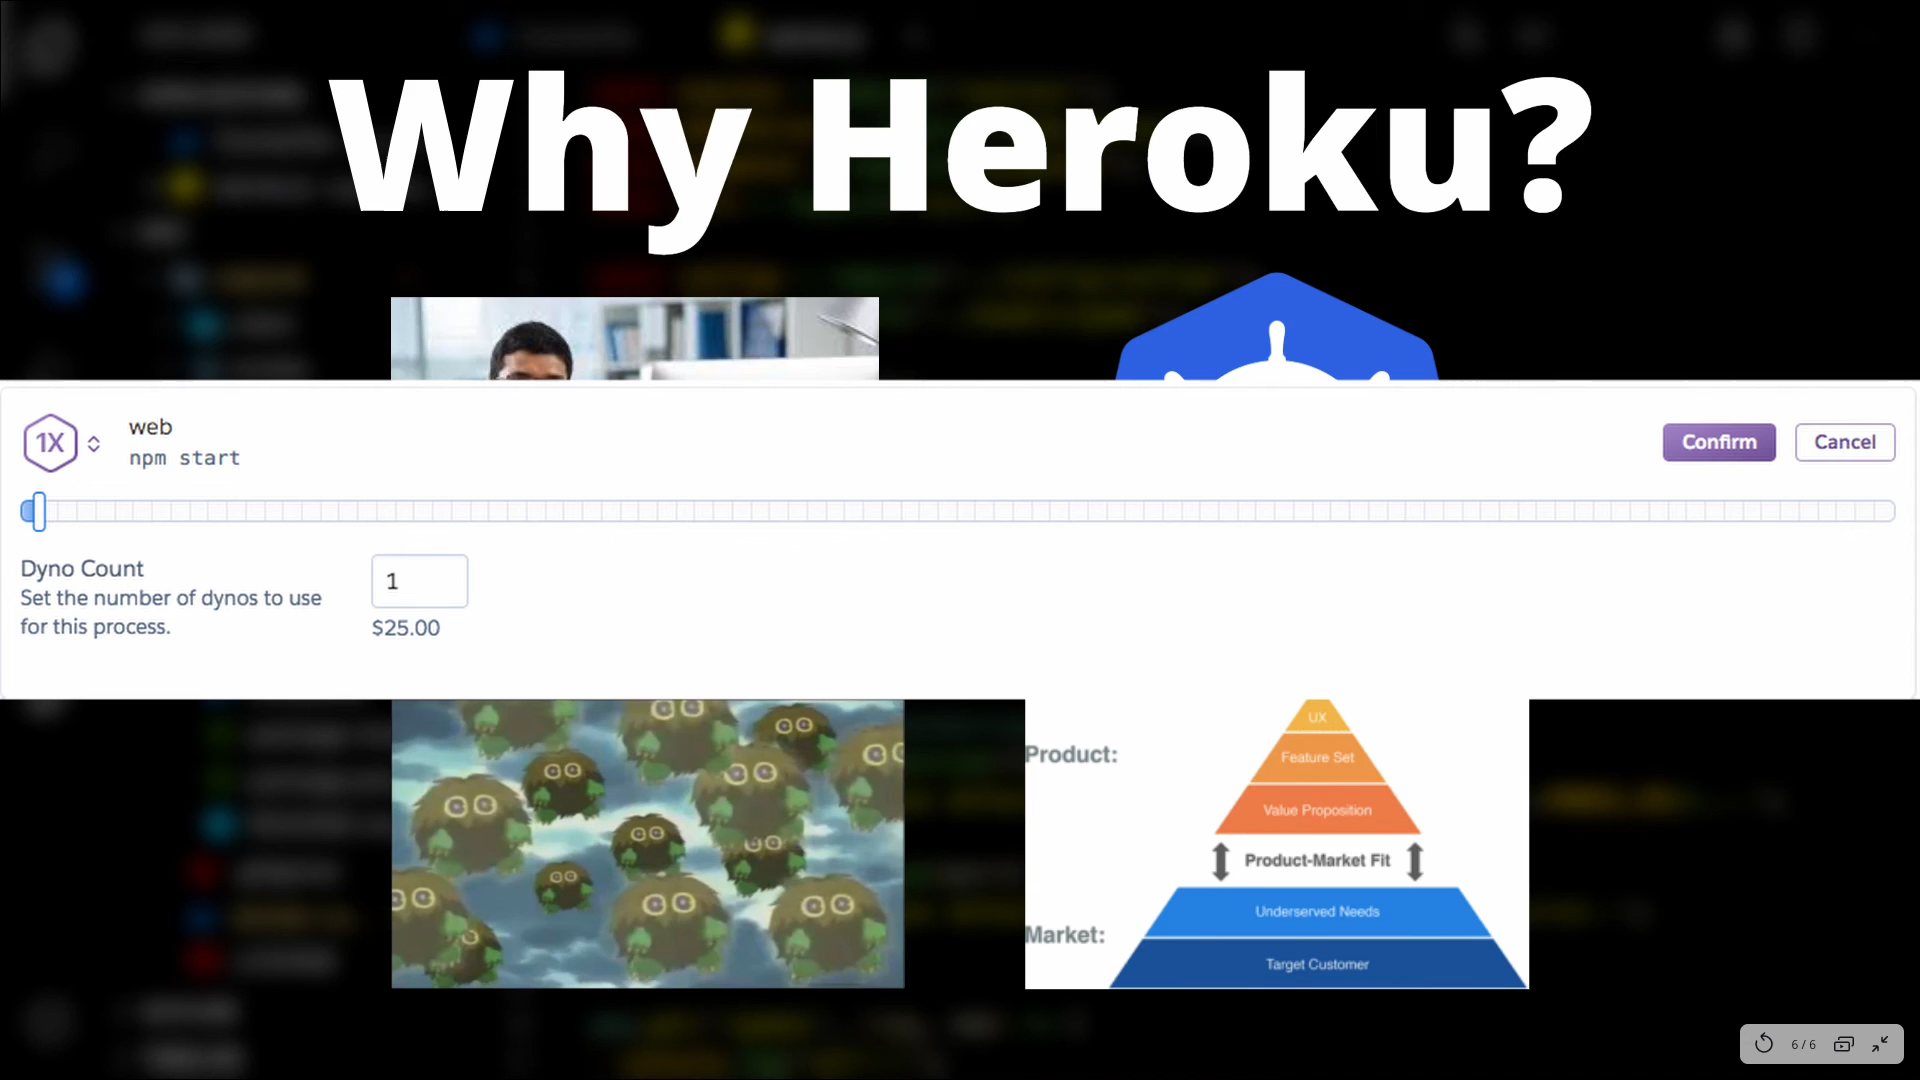 Why Heroku?
1X
web
npm start
Confirm
Cancel
Dyno Count
Set the number of dynos to use
for this process.
1
$25.00
UX
Product:
Feature Set
Value Proposition
Product-Market Fit
Underserved Needs
Market:
Target Customer
6 / 6